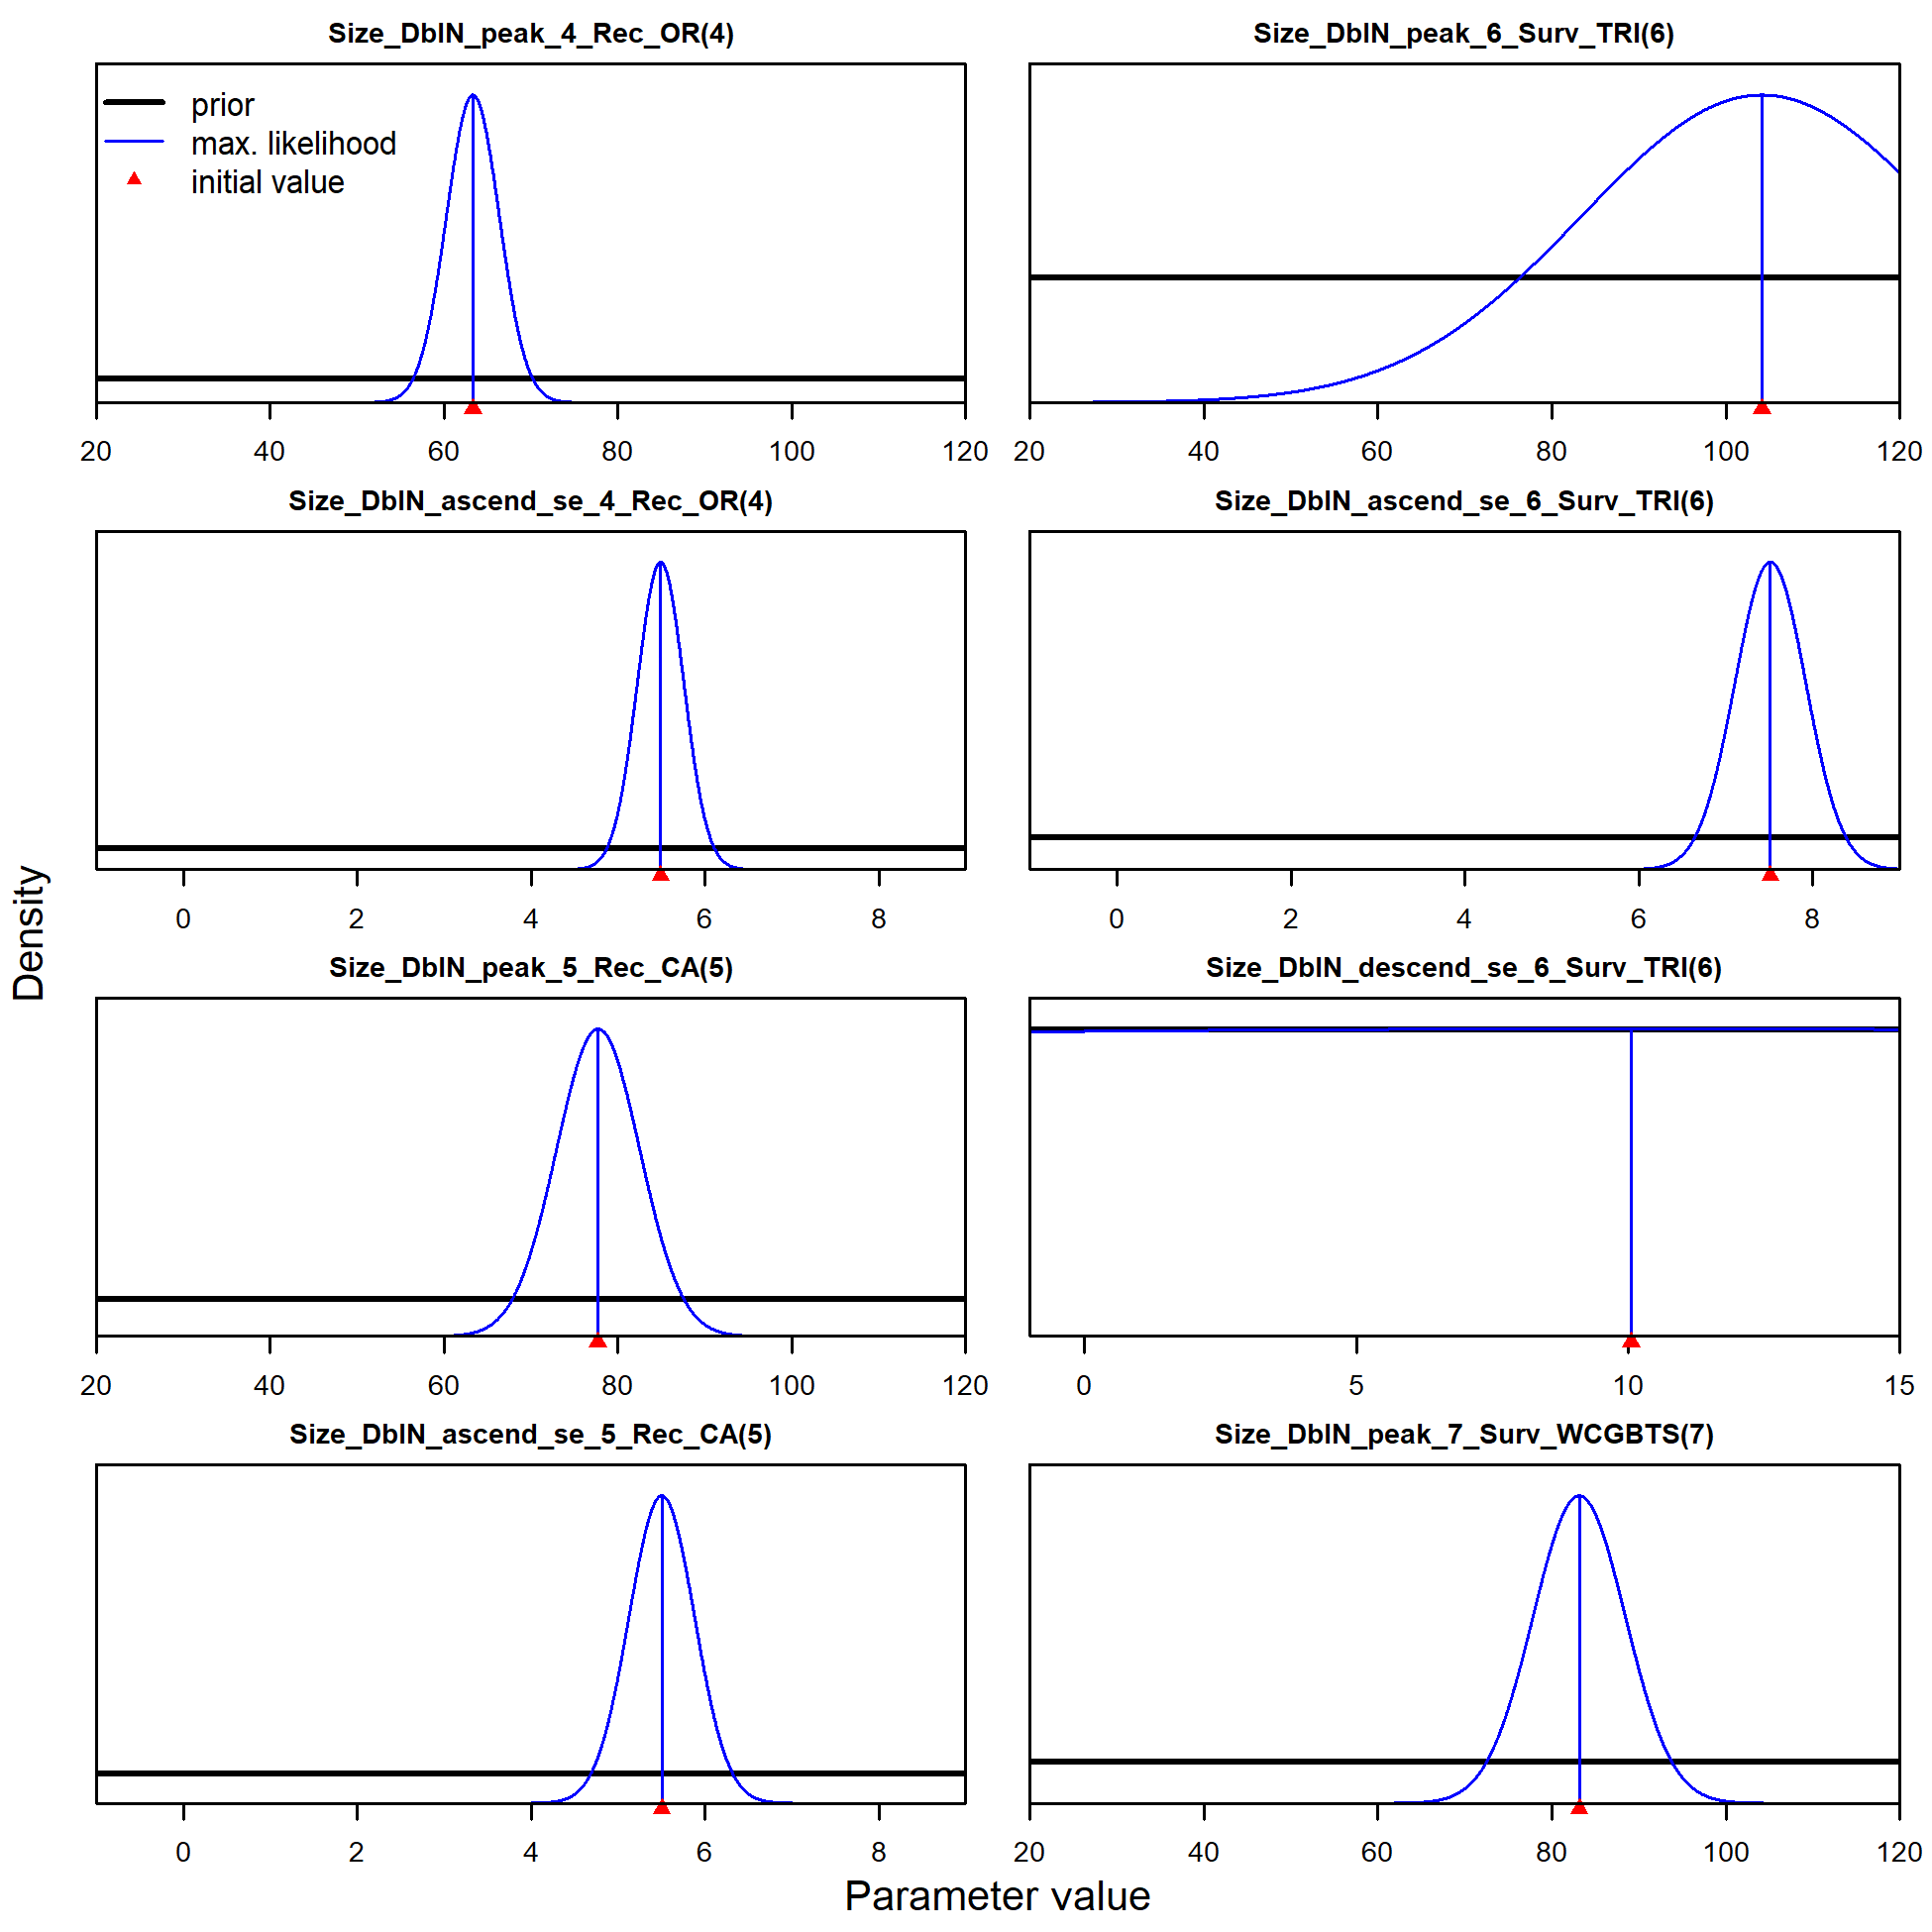 Size_DblN_peak_4_Rec_OR(4)
prior
max. likelihood
initial value
20 40 60 80 100 120
Size_DblN_peak_6_Surv_TRI(6)
20 40 60 80 100 120
Size_DblN_ascend_se_4_Rec_OR(4)
0 2 4 6 8
Size_DblN_ascend_se_6_Surv_TRI(6)
0 2 4 6 8
Size_DblN_peak_5_Rec_CA(5)
20 40 60 80 100 120
Size_DblN_descend_se_6_Surv_TRI(6)
0 5 10 15
Size_DblN_ascend_se_5_Rec_CA(5)
0 2 4 6 8
Size_DblN_peak_7_Surv_WCGBTS(7)
20 40 60 80 100 120
Density
Parameter value